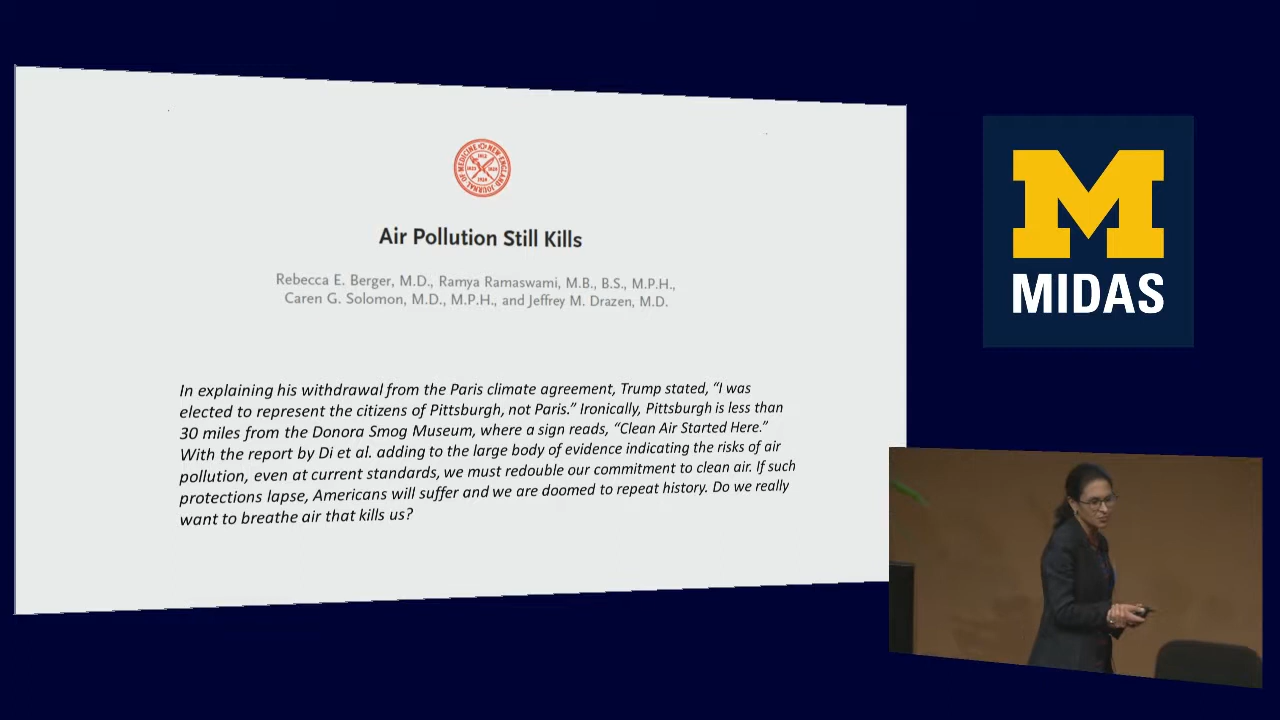 Air Pollution Still Kills
Rebecca E. Berger, M.D., Ramya Ramaswami, M.B., B.S., M.P.H.,
Caren G. Solomon, M.D., M.P.H., and Jeffrey M. Drazen, M.D.
In explaining his withdrawal from the Paris climate agreement, Trump stated, “I was
elected to represent the citizens of Pittsburgh, not Paris.” Ironically, Pittsburgh is less than
30 miles from the Donora Smog Museum, where a sign reads, “Clean Air Started Here.”
With the report by Di et al. adding to the large body of evidence indicating the risks of air
pollution, even at current standards, we must redouble our commitment to clean air. If such
protections lapse, Americans will suffer and we are doomed to repeat history. Do we really
want to breathe air that kills us?
M
MIDAS